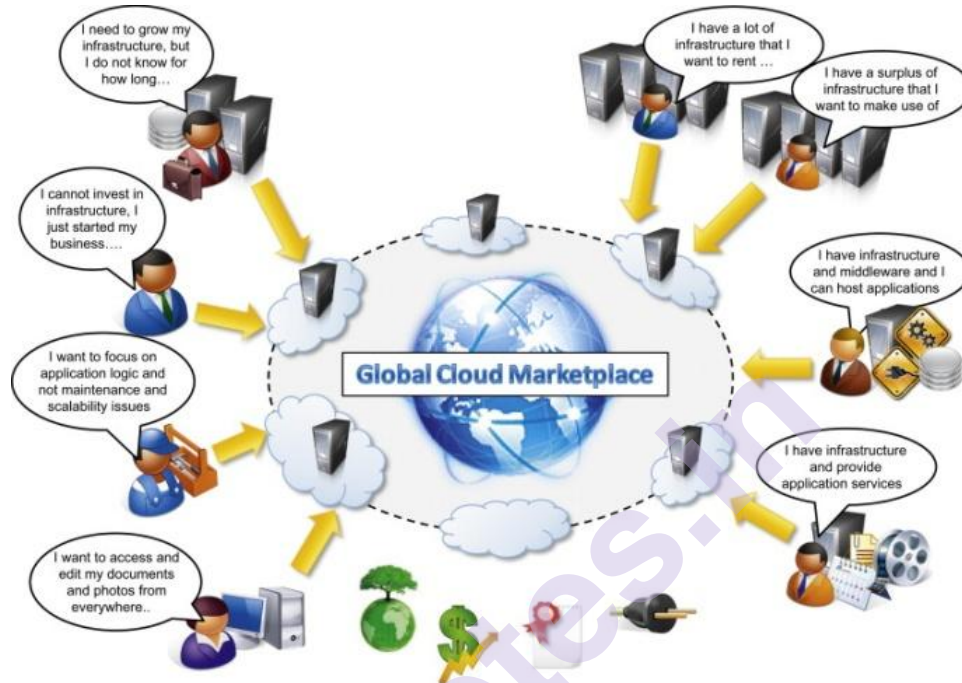 I need to grow my
infrastructure, but
I do not know for
how long…
I have a lot of
infrastructure that I
want to rent …
I have a surplus of
infrastructure that I
want to make use of
I cannot invest in
infrastructure, I
just started my
business….
I have infrastructure
and middleware and I
can host applications
Global Cloud Marketplace
I want to focus on
application logic and
not maintenance and
scalability issues
I have infrastructure
and provide
application services
I want to access and
edit my documents
and photos from
everywhere..